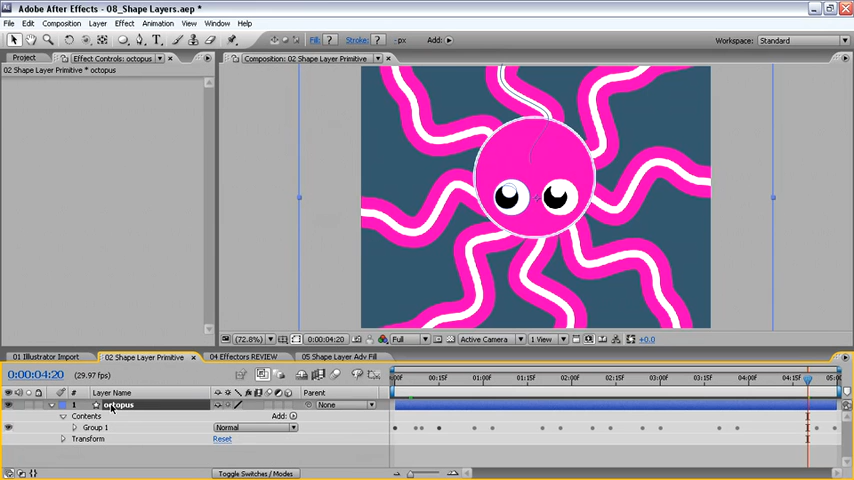 Adobe After Effects - 08_Shape Layers.aep *
File Edit Composition Layer Effect Animation View Window Help
Fill: ? Stroke: ? - px Add: Workspace: Standard
Project Effect Controls: octopus Composition: 02 Shape Layer Primitive
02 Shape Layer Primitive * octopus
(72.8%) 0:00:04:20 Full Active Camera 1 View +0.0
01 Illustrator Import 02 Shape Layer Primitive 04 Effectors REVIEW 05 Shape Layer Adv Fill
0:00:04:20 (29.97 fps)
:00f 00:15f 01:00f 01:15f 02:00f 02:15f 03:00f 03:15f 04:00f 04:15f 05:00
# Layer Name Parent
1 octopus None
Contents Add:
Group 1 Normal
Transform Reset
Toggle Switches / Modes